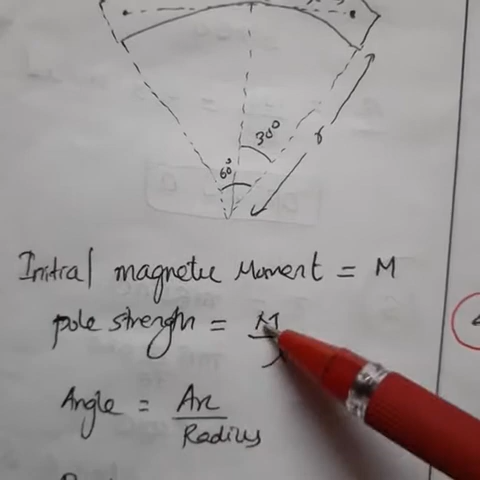 30°
60°
r
Initial magnetic Moment = M
pole strength = M
Angle = Arc
Radius